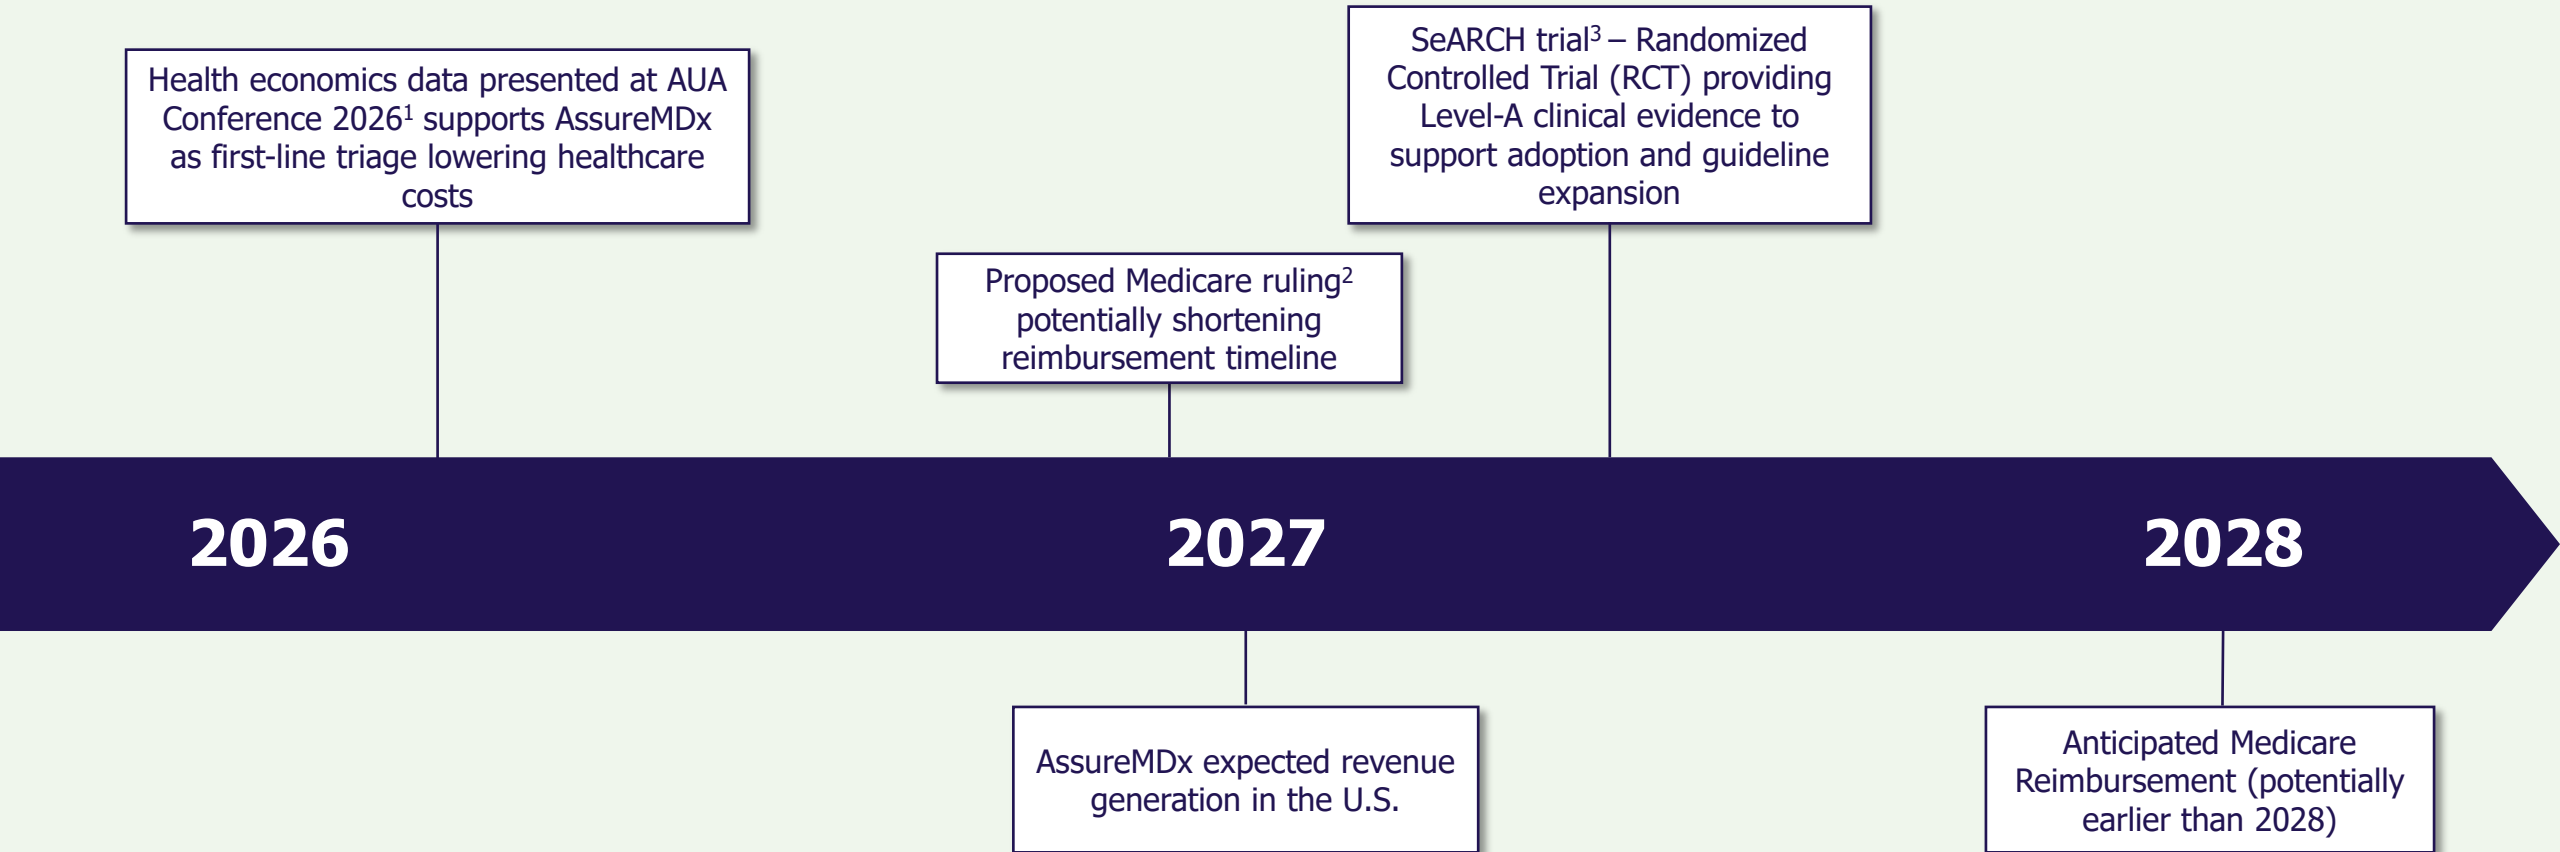 Health economics data presented at AUA
Conference 2026¹ supports AssureMDx
as first-line triage lowering healthcare
costs
SeARCH trial³ – Randomized
Controlled Trial (RCT) providing
Level-A clinical evidence to
support adoption and guideline
expansion
Proposed Medicare ruling²
potentially shortening
reimbursement timeline
2026
2027
2028
AssureMDx expected revenue
generation in the U.S.
Anticipated Medicare
Reimbursement (potentially
earlier than 2028)